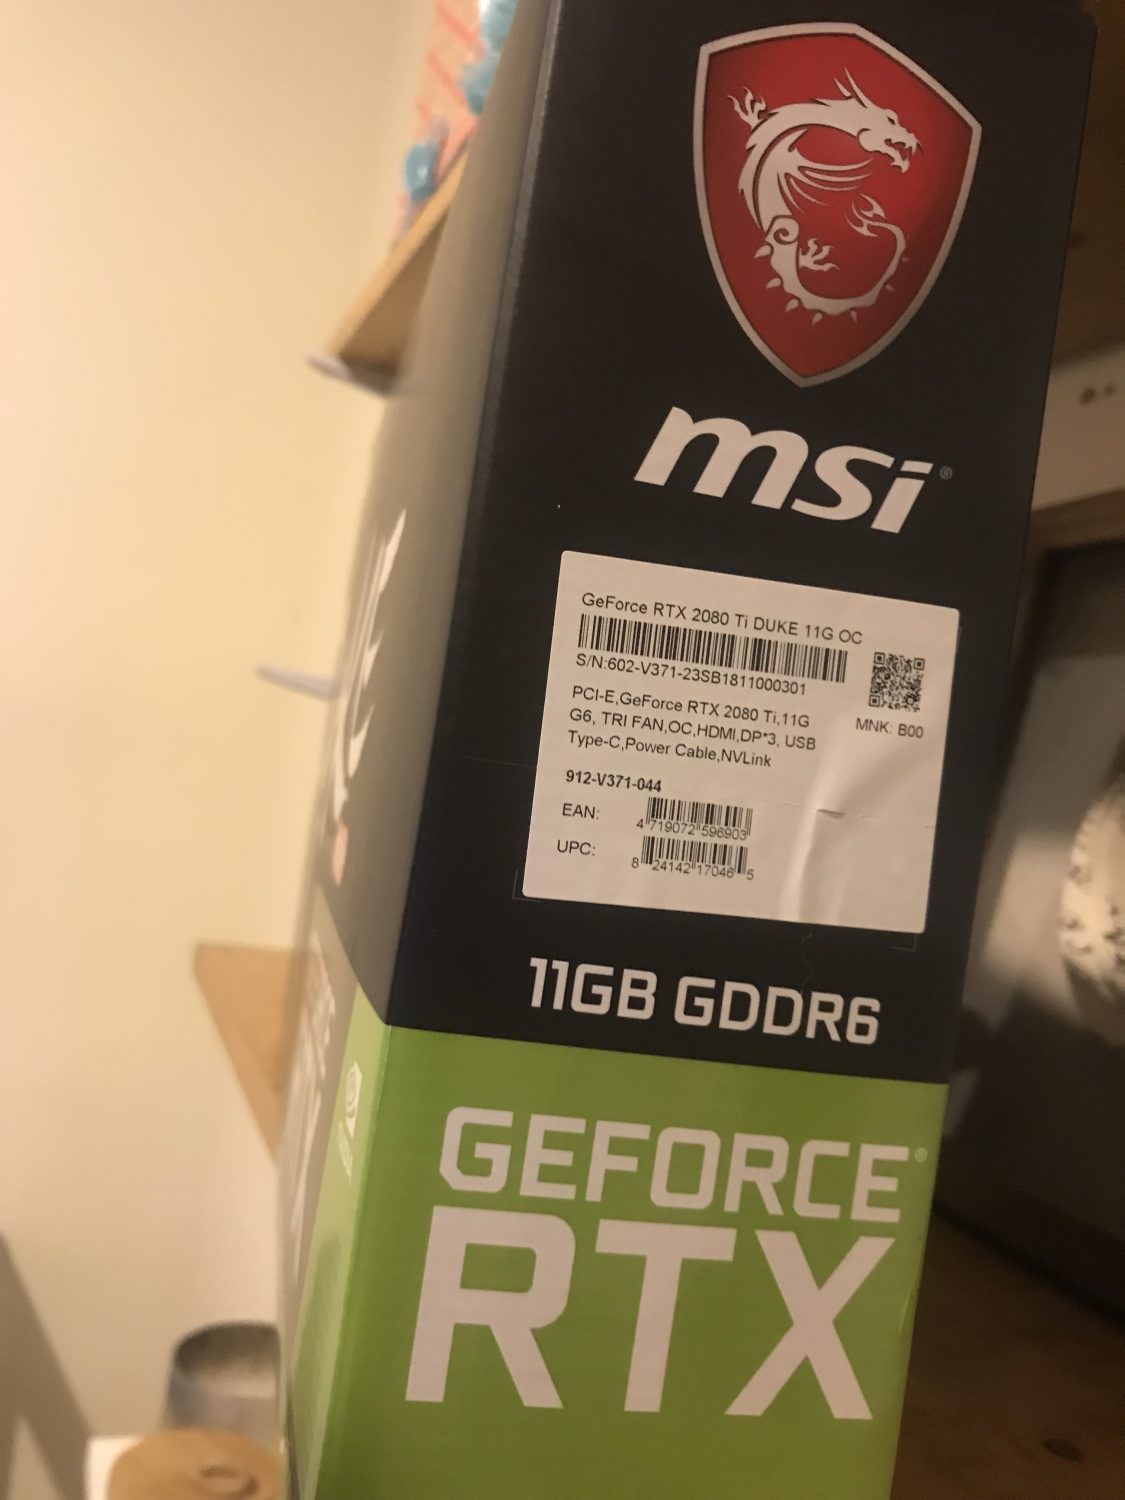 msi®
GeForce RTX 2080 Ti DUKE 11G OC
S/N:602-V371-23SB1811000301
MNK: B00
PCI-E,GeForce RTX 2080 Ti,11G
G6, TRI FAN,OC,HDMI,DP*3, USB
Type-C,Power Cable,NVLink
912-V371-044
EAN:
4 719072 596903
UPC:
8 24142 17046 5
11GB GDDR6
GEFORCE®
RTX